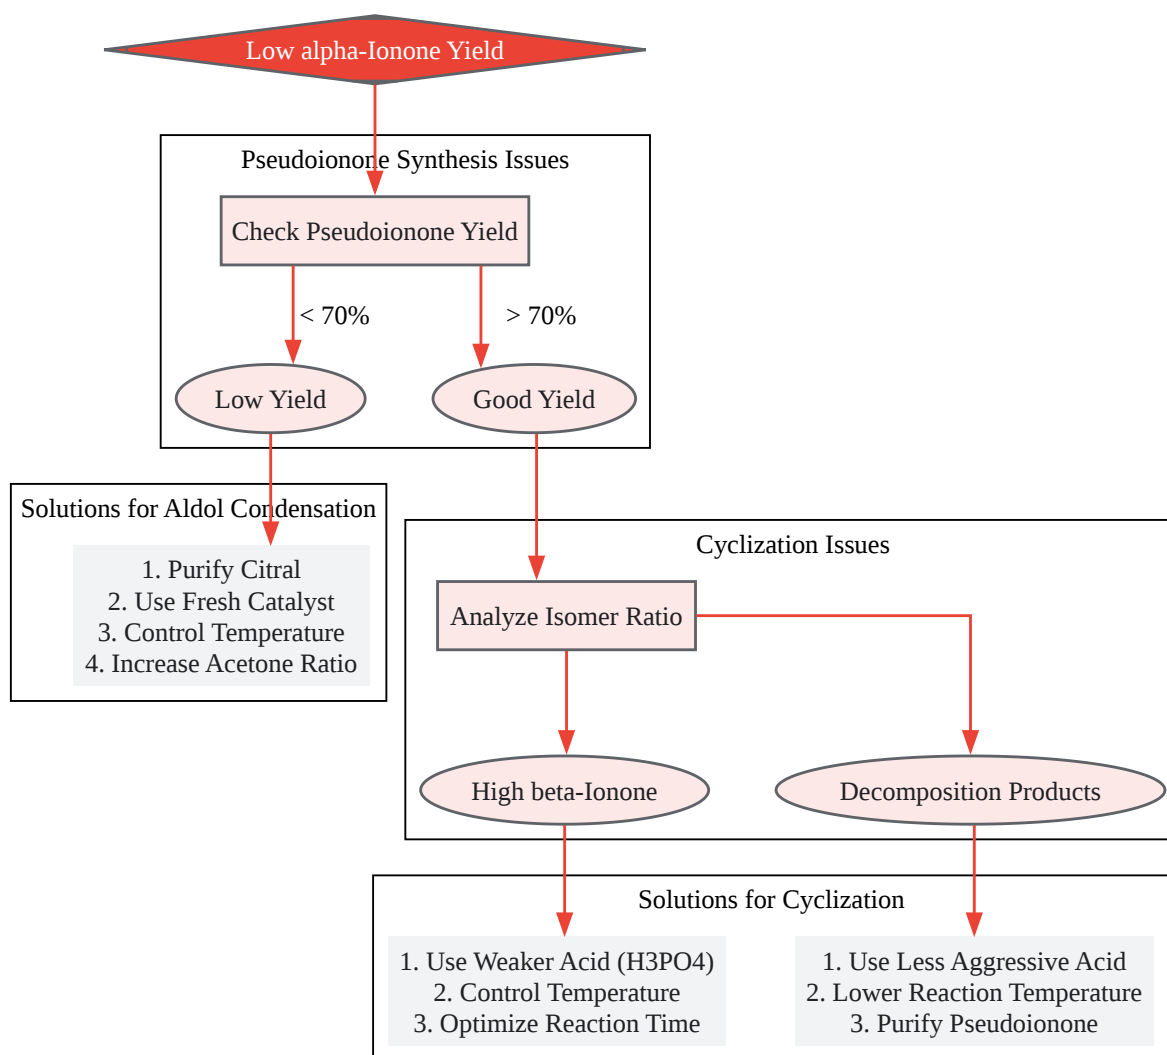 Low alpha-Ionone Yield
Pseudoionone Synthesis Issues
Check Pseudoionone Yield
< 70%
> 70%
Low Yield
Good Yield
Solutions for Aldol Condensation
1. Purify Citral
2. Use Fresh Catalyst
3. Control Temperature
4. Increase Acetone Ratio
Cyclization Issues
Analyze Isomer Ratio
High beta-Ionone
Decomposition Products
Solutions for Cyclization
1. Use Weaker Acid (H3PO4)
2. Control Temperature
3. Optimize Reaction Time
1. Use Less Aggressive Acid
2. Lower Reaction Temperature
3. Purify Pseudoionone